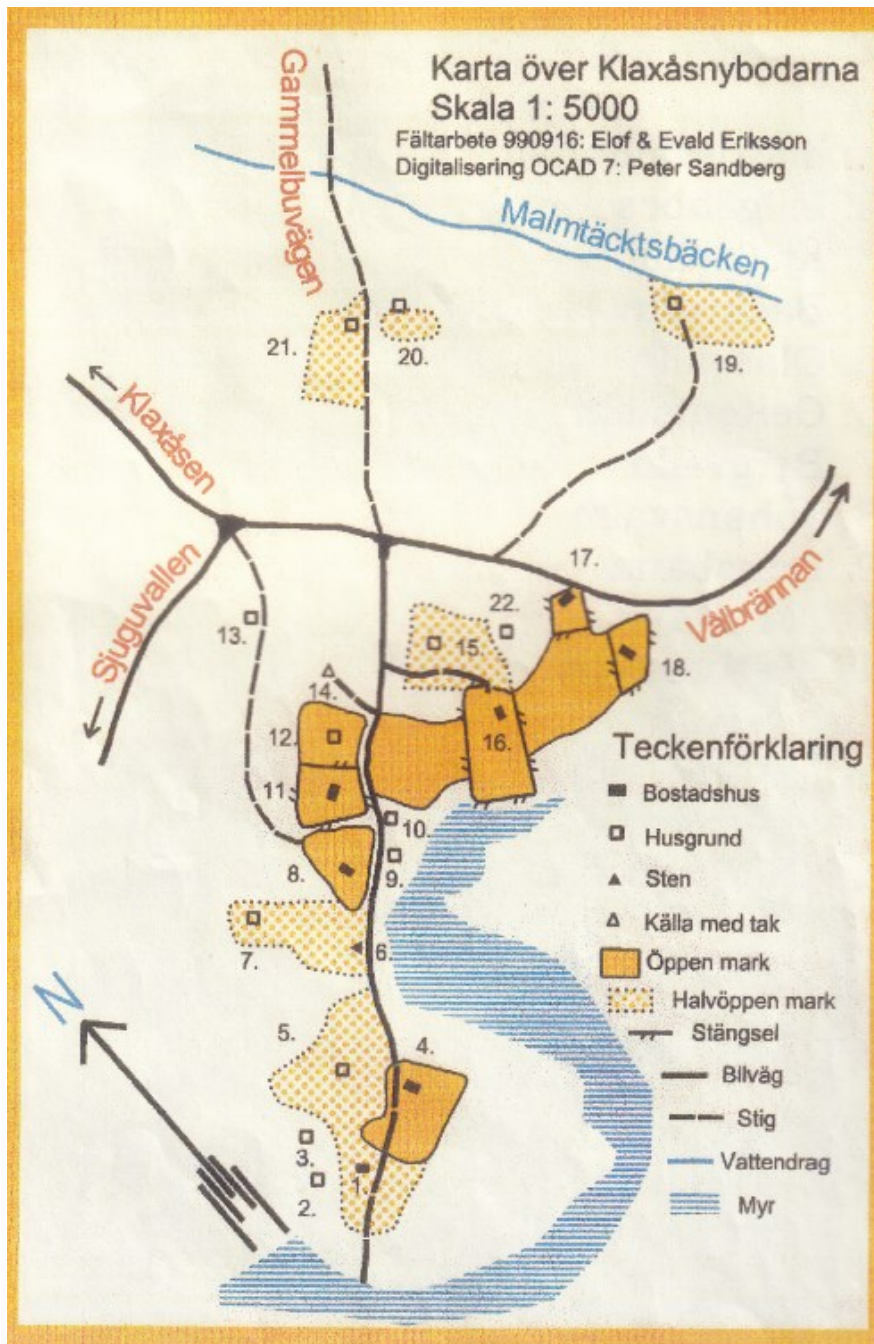 Karta över Klaxåsnybodarna
Skala 1: 5000
Fältarbete 990916: Elof & Evald Eriksson
Digitalisering OCAD 7: Peter Sandberg
Gammelbuvägen
Malmtäcktsbäcken
21.
20.
19.
Klaxåsen
Sjuguvallen
Vålbrännan
17.
22.
13.
15.
18.
14.
12.
16.
11.
10.
8.
9.
7.
6.
N
5.
4.
3.
1.
2.
Teckenförklaring
Bostadshus
Husgrund
Sten
Källa med tak
Öppen mark
Halvöppen mark
Stängsel
Bilväg
Stig
Vattendrag
Myr